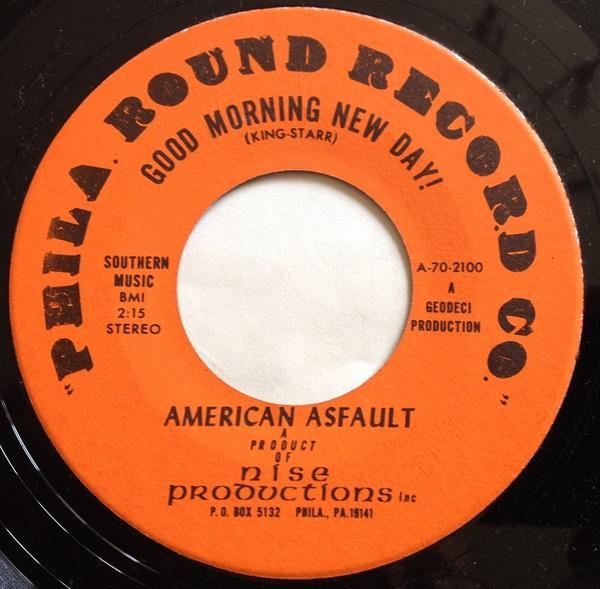 "PHILA. ROUND RECORD CO."
GOOD MORNING NEW DAY!
(KING-STARR)
SOUTHERN
MUSIC
BMI
2:15
STEREO
A-70-2100
A
GEODECI
PRODUCTION
AMERICAN ASFAULT
A
PRODUCT
OF
nise
productions inc
P.O. BOX 5132 PHILA., PA.19141